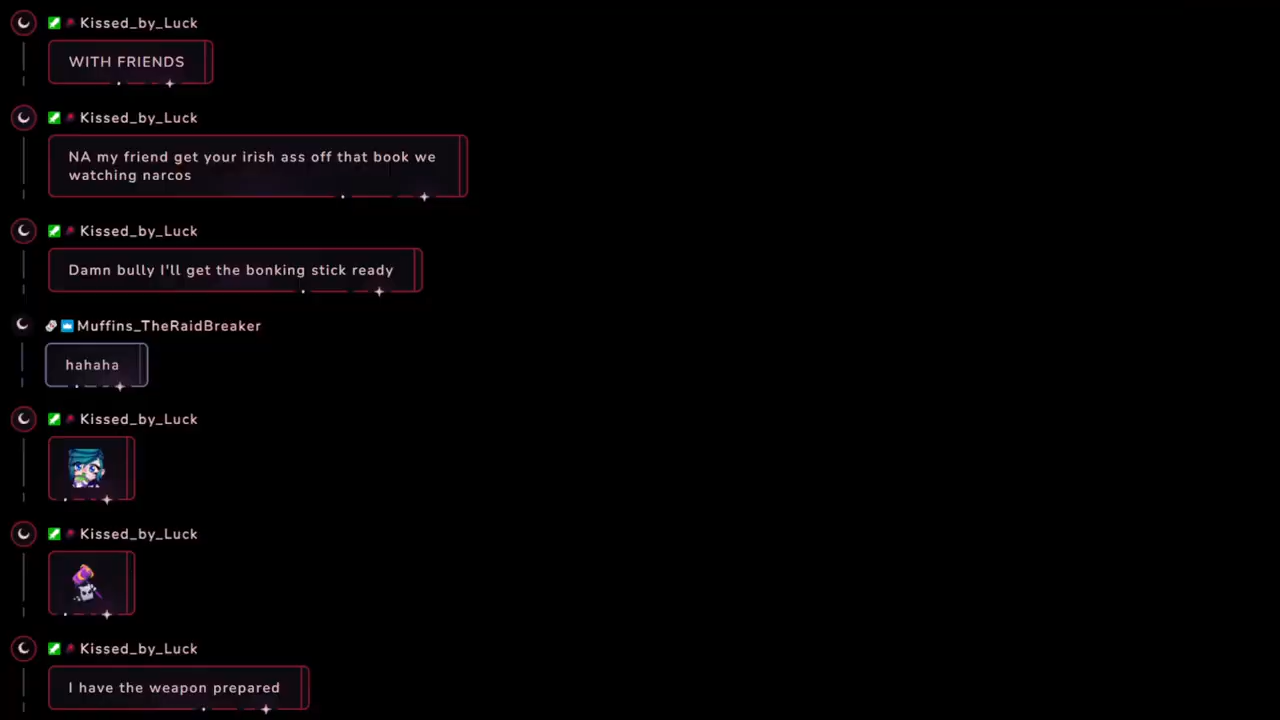 Kissed_by_Luck
WITH FRIENDS
Kissed_by_Luck
NA my friend get your irish ass off that book we
watching narcos
Kissed_by_Luck
Damn bully I'll get the bonking stick ready
Muffins_TheRaidBreaker
hahaha
Kissed_by_Luck
Kissed_by_Luck
Kissed_by_Luck
I have the weapon prepared